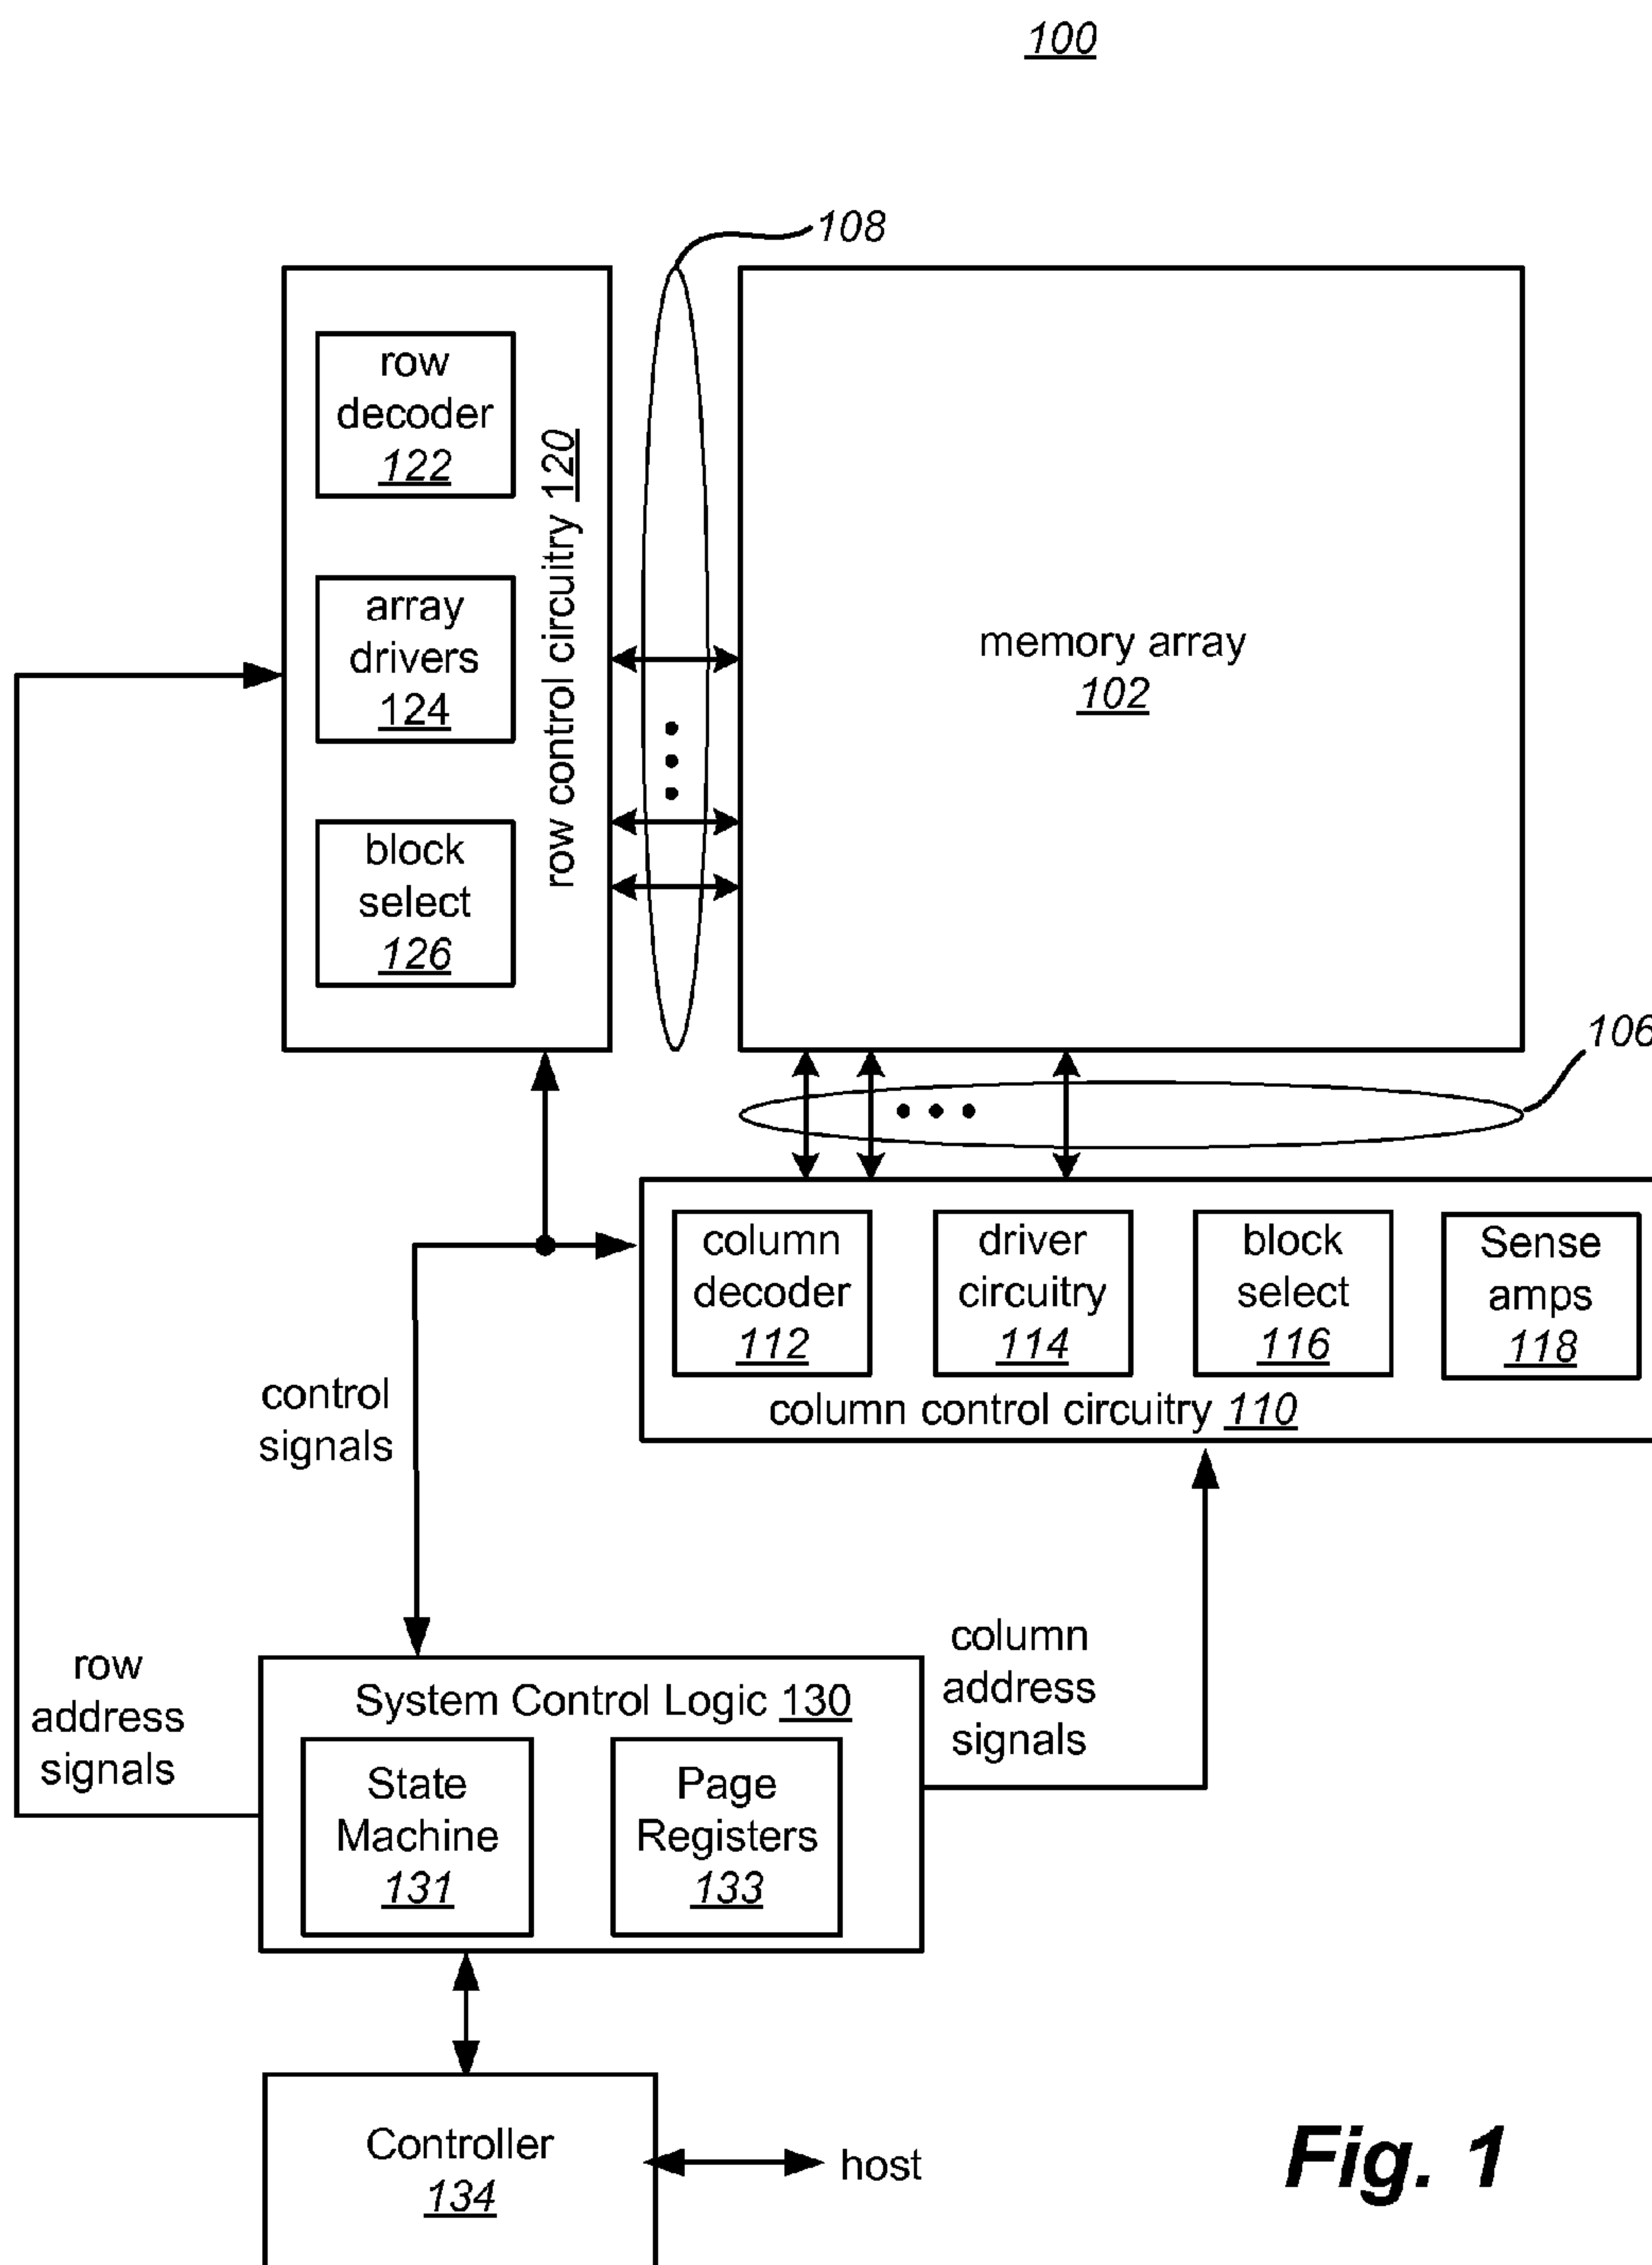 100
108
row
decoder
122
array
drivers
124
block
select
126
row control circuitry 120
memory array
102
106
column
decoder
112
driver
circuitry
114
block
select
116
Sense
amps
118
column control circuitry 110
control
signals
row
address
signals
column
address
signals
System Control Logic 130
State
Machine
131
Page
Registers
133
Controller
134
host
Fig. 1